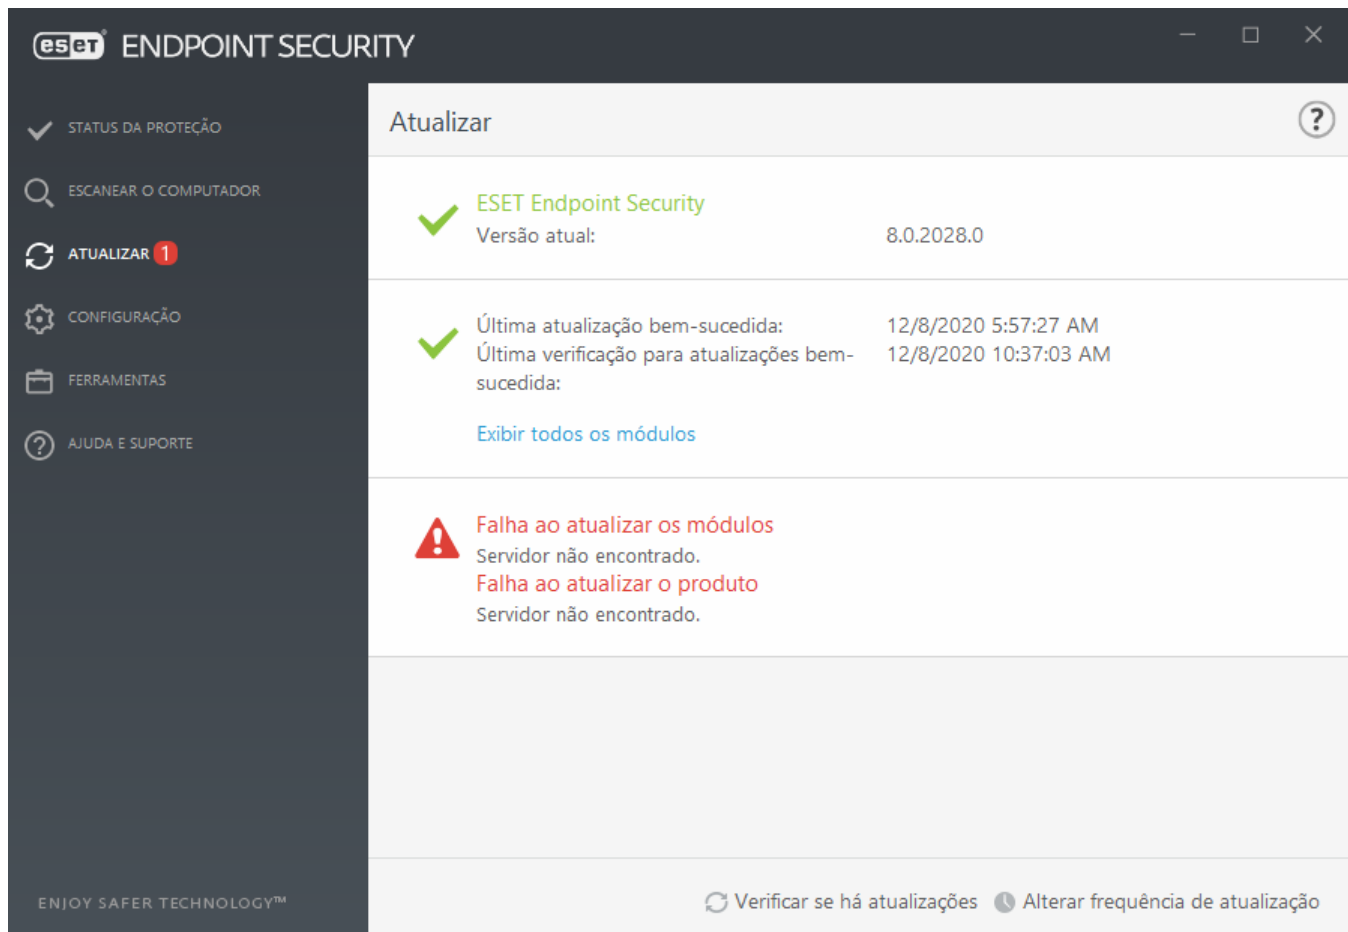 eset ENDPOINT SECURITY
STATUS DA PROTEÇÃO
ESCANEAR O COMPUTADOR
ATUALIZAR 1
CONFIGURAÇÃO
FERRAMENTAS
AJUDA E SUPORTE
ENJOY SAFER TECHNOLOGY™
Atualizar ?
ESET Endpoint Security
Versão atual: 8.0.2028.0
Última atualização bem-sucedida: 12/8/2020 5:57:27 AM
Última verificação para atualizações bem- 12/8/2020 10:37:03 AM
sucedida:
Exibir todos os módulos
Falha ao atualizar os módulos
Servidor não encontrado.
Falha ao atualizar o produto
Servidor não encontrado.
Verificar se há atualizações Alterar frequência de atualização